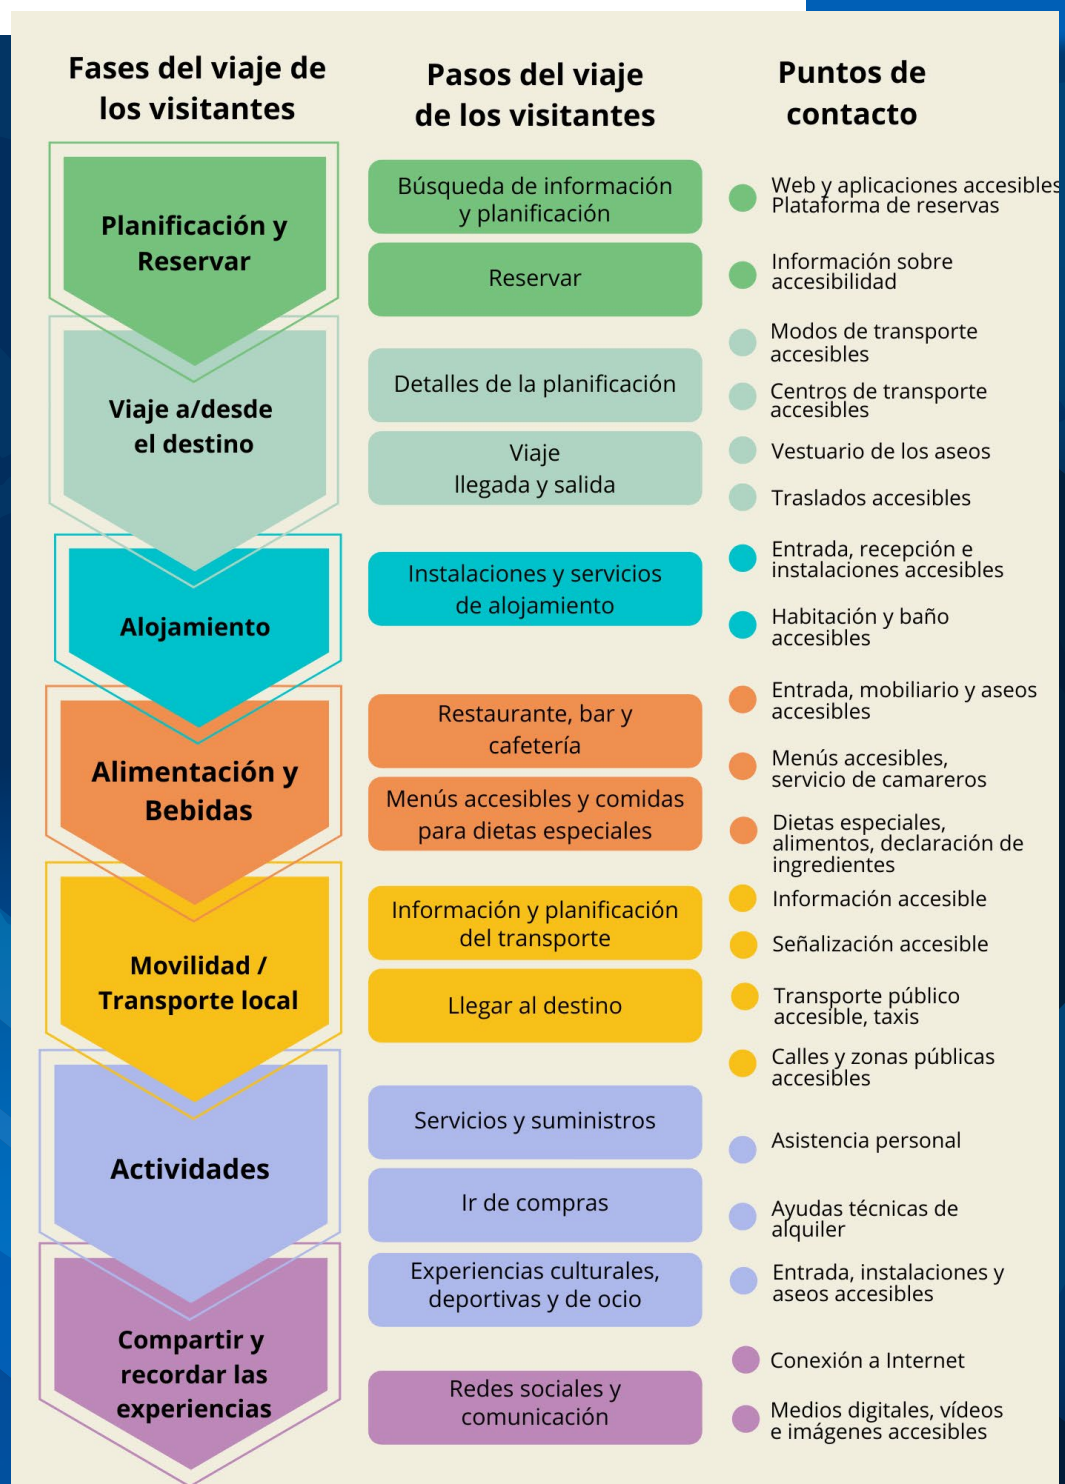 Fases del viaje de
los visitantes
Pasos del viaje
de los visitantes
Puntos de
contacto
Planificación y
Reservar
Búsqueda de información
y planificación
Reservar
Web y aplicaciones accesibles
Plataforma de reservas
Información sobre
accesibilidad
Viaje a/desde
el destino
Detalles de la planificación
Viaje
llegada y salida
Modos de transporte
accesibles
Centros de transporte
accesibles
Vestuario de los aseos
Traslados accesibles
Alojamiento
Instalaciones y servicios
de alojamiento
Entrada, recepción e
instalaciones accesibles
Habitación y baño
accesibles
Alimentación y
Bebidas
Restaurante, bar y
cafetería
Menús accesibles y comidas
para dietas especiales
Entrada, mobiliario y aseos
accesibles
Menús accesibles,
servicio de camareros
Dietas especiales,
alimentos, declaración de
ingredientes
Movilidad /
Transporte local
Información y planificación
del transporte
Llegar al destino
Información accesible
Señalización accesible
Transporte público
accesible, taxis
Calles y zonas públicas
accesibles
Actividades
Servicios y suministros
Ir de compras
Experiencias culturales,
deportivas y de ocio
Asistencia personal
Ayudas técnicas de
alquiler
Entrada, instalaciones y
aseos accesibles
Compartir y
recordar las
experiencias
Redes sociales y
comunicación
Conexión a Internet
Medios digitales, vídeos
e imágenes accesibles